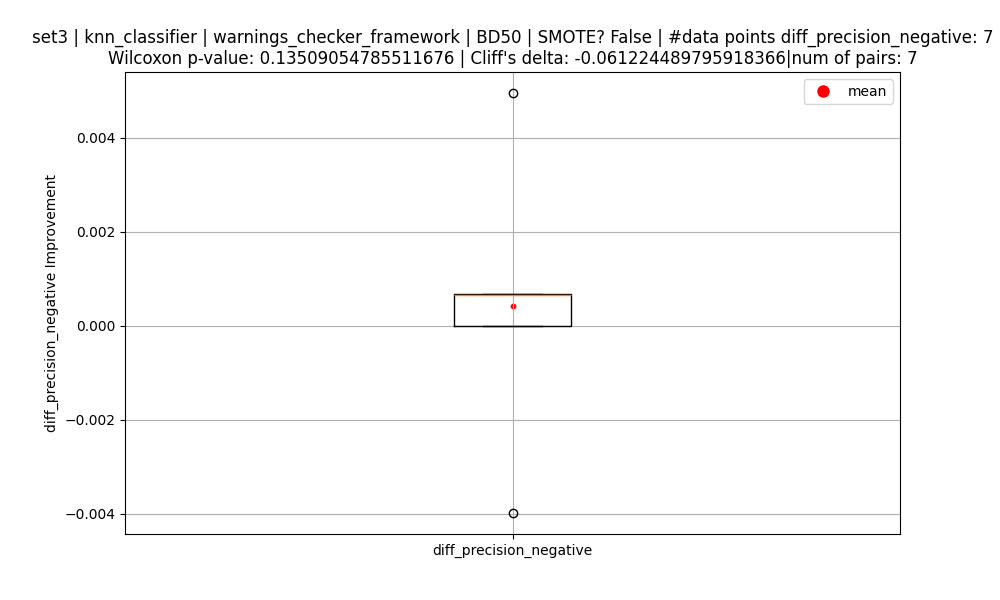 set3 | knn_classifier | warnings_checker_framework | BD50 | SMOTE? False | #data points diff_precision_negative: 7
Wilcoxon p-value: 0.13509054785511676 | Cliff's delta: -0.061224489795918366|num of pairs: 7
mean
0.004
0.002
0.000
−0.002
−0.004
diff_precision_negative Improvement
diff_precision_negative